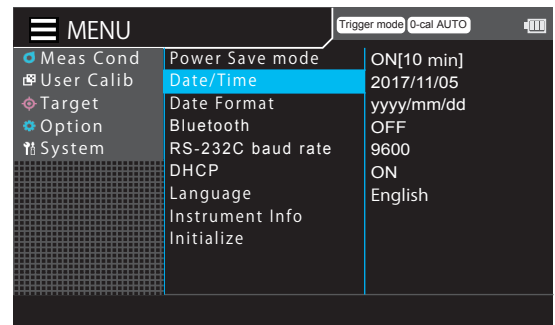 MENU
Trigger mode 0-cal AUTO
Meas Cond
User Calib
Target
Option
System
Power Save mode ON[10 min]
Date/Time 2017/11/05
Date Format yyyy/mm/dd
Bluetooth OFF
RS-232C baud rate 9600
DHCP ON
Language English
Instrument Info
Initialize